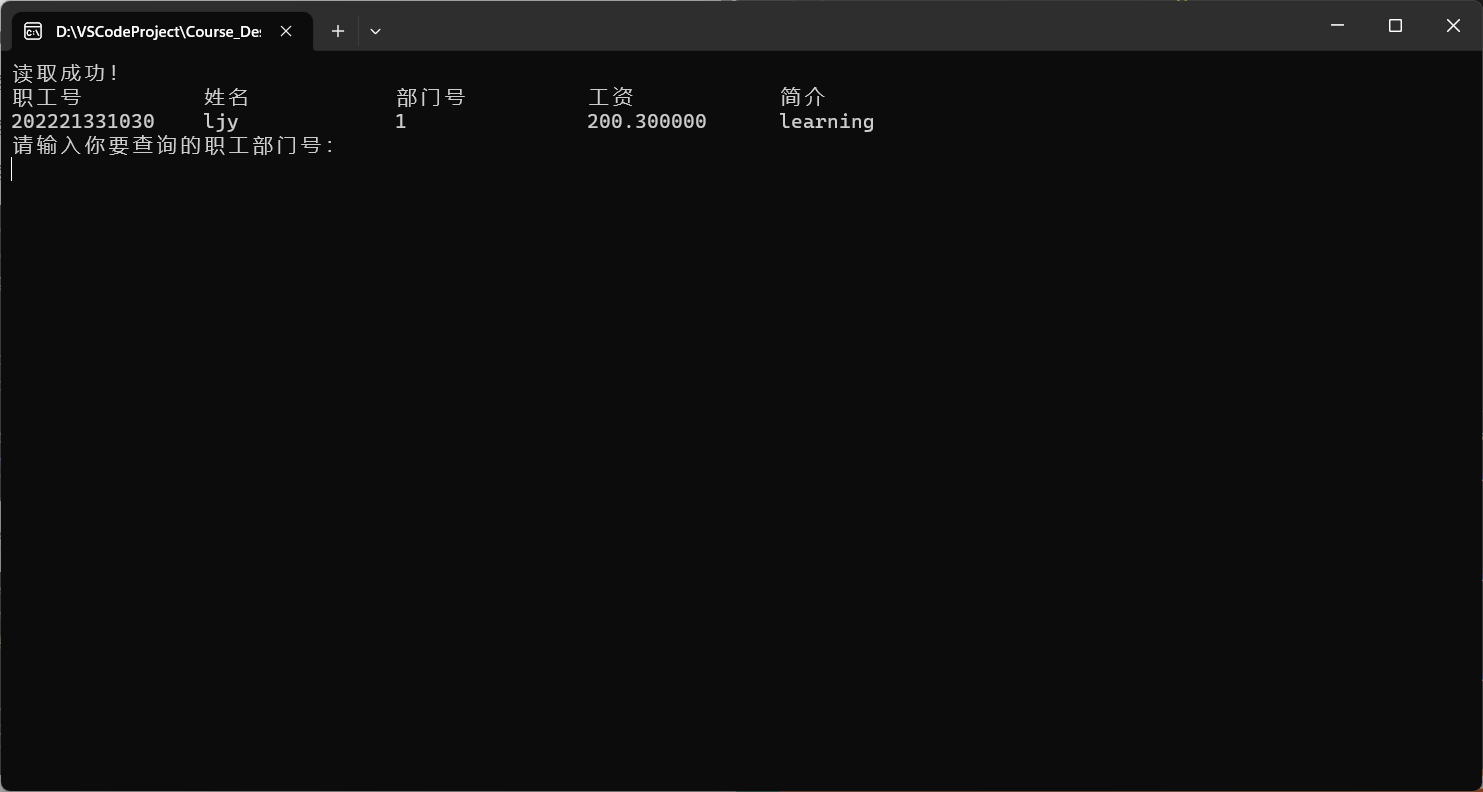 D:\VSCodeProject\Course_De
读取成功!
职工号 姓名 部门号 工资 简介
202221331030 ljy 1 200.300000 learning
请输入你要查询的职工部门号: